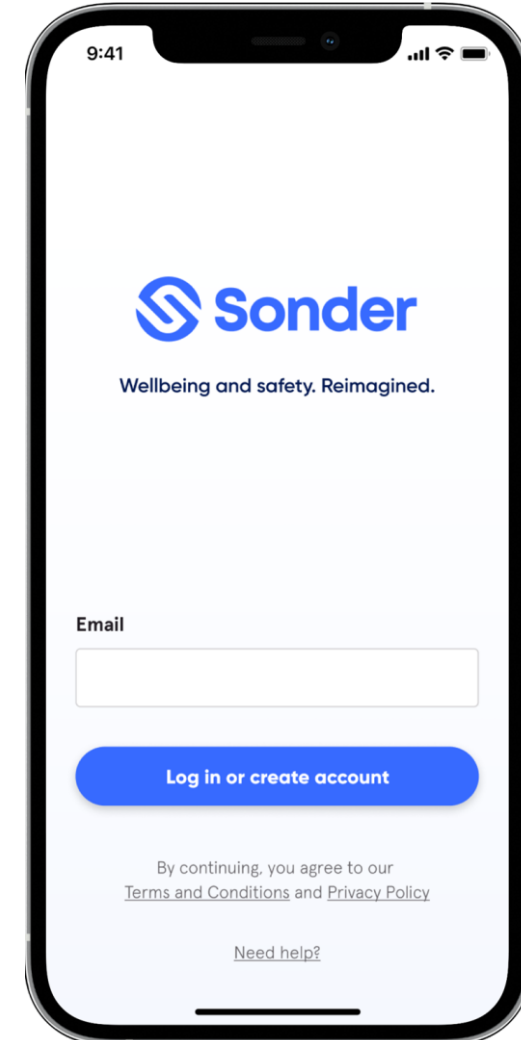 9:41
Sonder
Wellbeing and safety. Reimagined.
Email
Log in or create account
By continuing, you agree to our
Terms and Conditions and Privacy Policy
Need help?